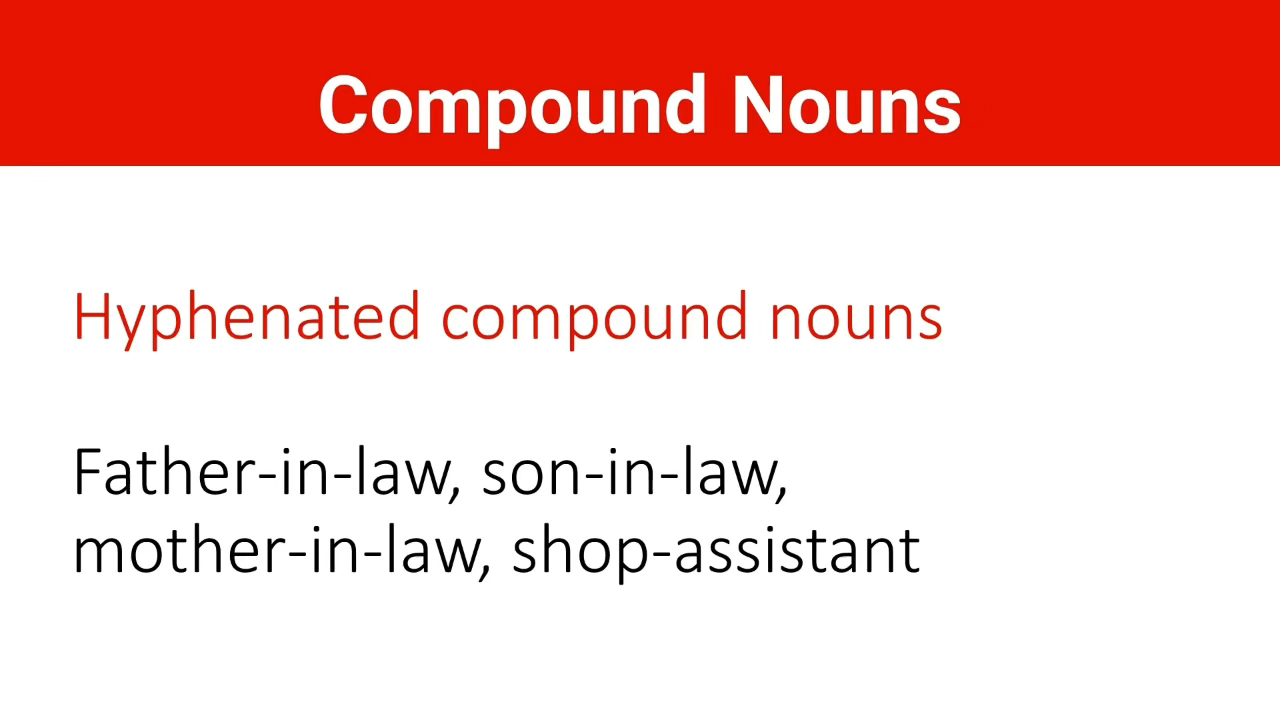 Compound Nouns
Hyphenated compound nouns
Father-in-law, son-in-law,
mother-in-law, shop-assistant